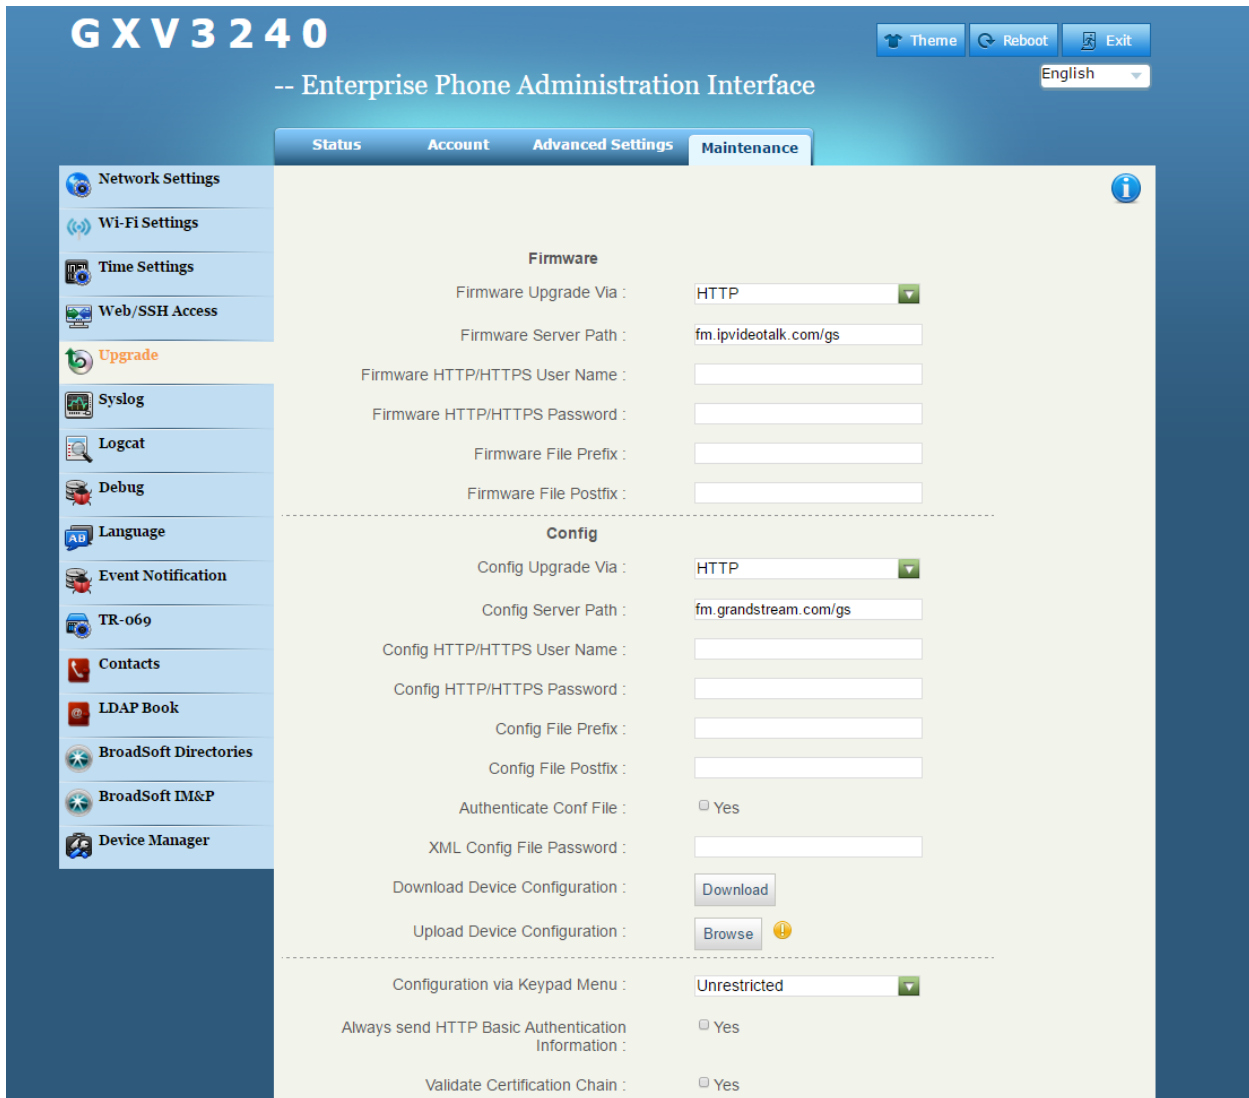 GXV3240
Theme
Reboot
Exit
-- Enterprise Phone Administration Interface
English
Status
Account
Advanced Settings
Maintenance
Network Settings
Wi-Fi Settings
Time Settings
Web/SSH Access
Upgrade
Syslog
Logcat
Debug
Language
Event Notification
TR-069
Contacts
LDAP Book
BroadSoft Directories
BroadSoft IM&P
Device Manager
Firmware
Firmware Upgrade Via : HTTP
Firmware Server Path : fm.ipvideotalk.com/gs
Firmware HTTP/HTTPS User Name :
Firmware HTTP/HTTPS Password :
Firmware File Prefix :
Firmware File Postfix :
Config
Config Upgrade Via : HTTP
Config Server Path : fm.grandstream.com/gs
Config HTTP/HTTPS User Name :
Config HTTP/HTTPS Password :
Config File Prefix :
Config File Postfix :
Authenticate Conf File : Yes
XML Config File Password :
Download Device Configuration : Download
Upload Device Configuration : Browse
Configuration via Keypad Menu : Unrestricted
Always send HTTP Basic Authentication Yes
Information :
Validate Certification Chain : Yes